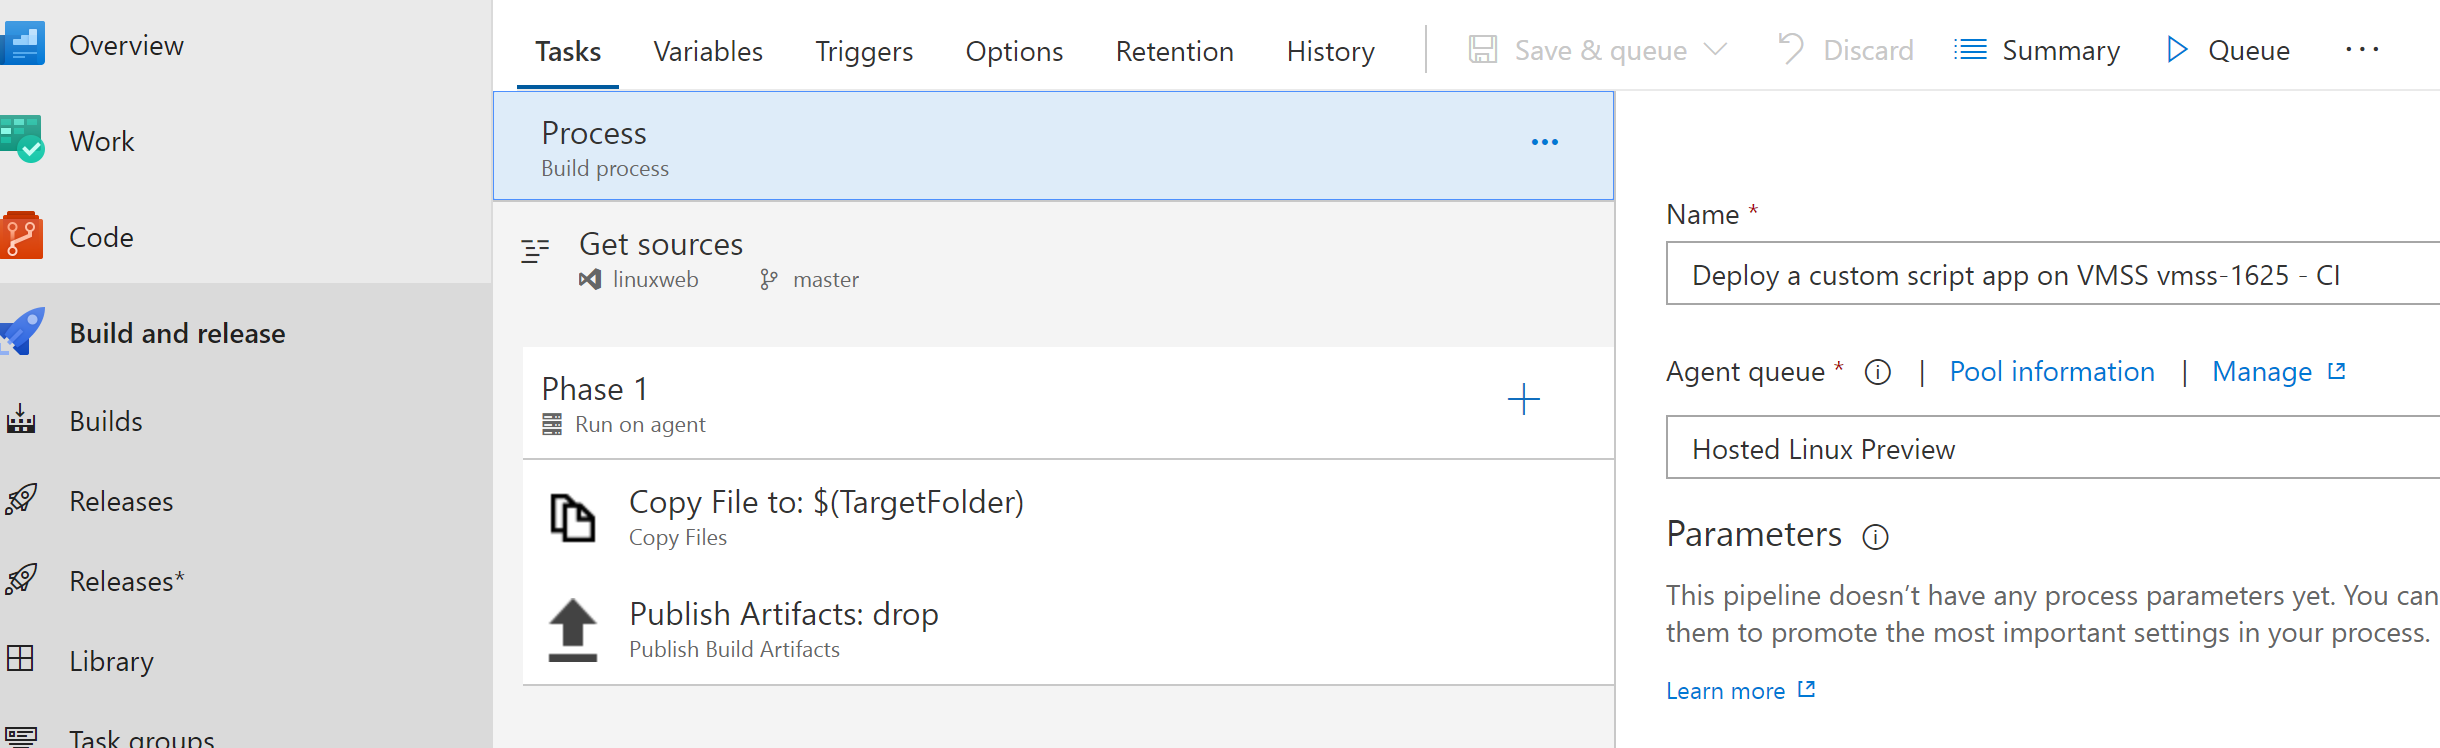 Overview
Work
Code
Build and release
Builds
Releases
Releases*
Library
Task groups
Tasks Variables Triggers Options Retention History Save & queue Discard Summary Queue
Process
Build process
Get sources
linuxweb master
Phase 1
Run on agent
Copy File to: $(TargetFolder)
Copy Files
Publish Artifacts: drop
Publish Build Artifacts
Name *
Deploy a custom script app on VMSS vmss-1625 - CI
Agent queue * | Pool information | Manage
Hosted Linux Preview
Parameters
This pipeline doesn’t have any process parameters yet. You can
them to promote the most important settings in your process.
Learn more